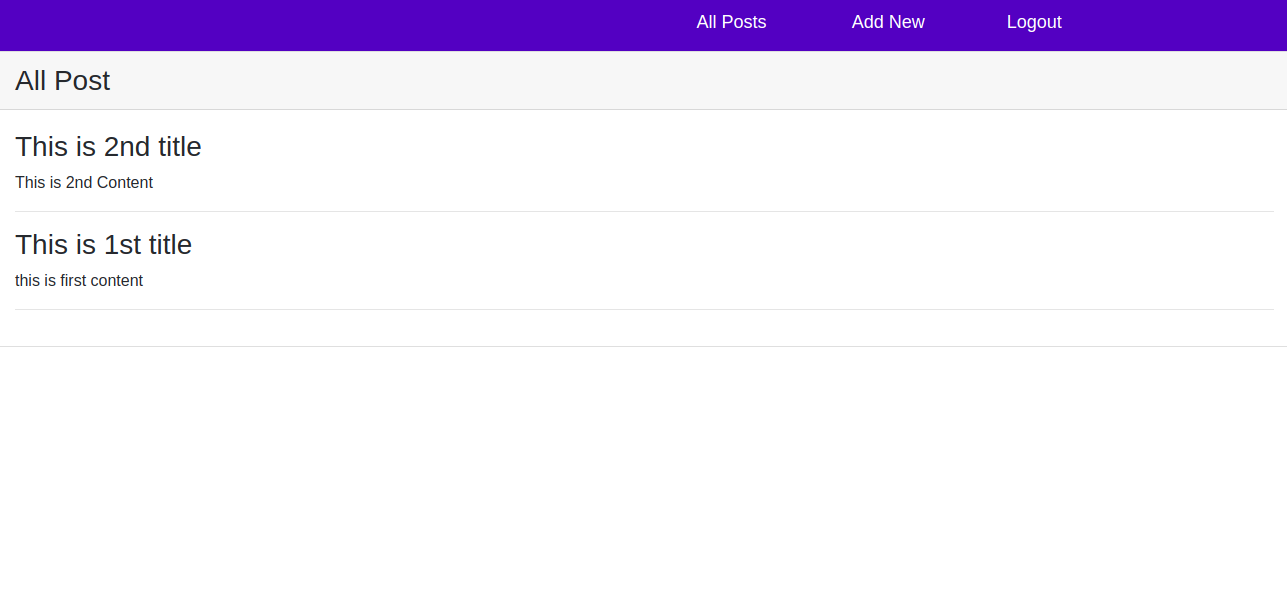 All Posts Add New Logout
All Post
This is 2nd title
This is 2nd Content
This is 1st title
this is first content